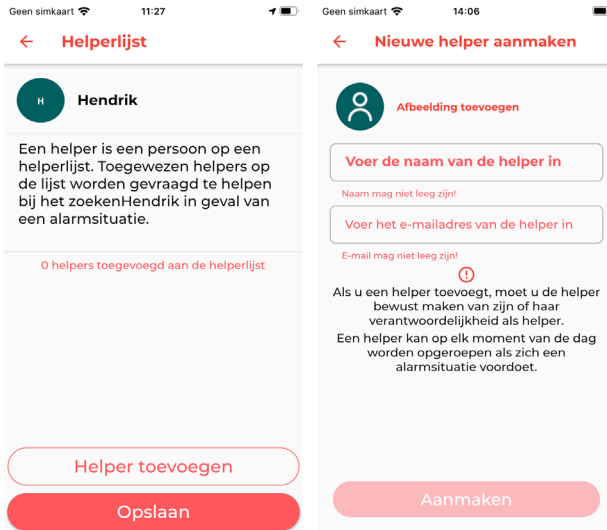 Geen simkaart 11:27
Helperlijst
H
Hendrik
Een helper is een persoon op een
helperlijst. Toegewezen helpers op
de lijst worden gevraagd te helpen
bij het zoekenHendrik in geval van
een alarmsituatie.
0 helpers toegevoegd aan de helperlijst
Helper toevoegen
Opslaan
Geen simkaart 14:06
Nieuwe helper aanmaken
Afbeelding toevoegen
Voer de naam van de helper in
Naam mag niet leeg zijn!
Voer het e-mailadres van de helper in
E-mail mag niet leeg zijn!
Als u een helper toevoegt, moet u de helper
bewust maken van zijn of haar
verantwoordelijkheid als helper.
Een helper kan op elk moment van de dag
worden opgeroepen als zich een
alarmsituatie voordoet.
Aanmaken